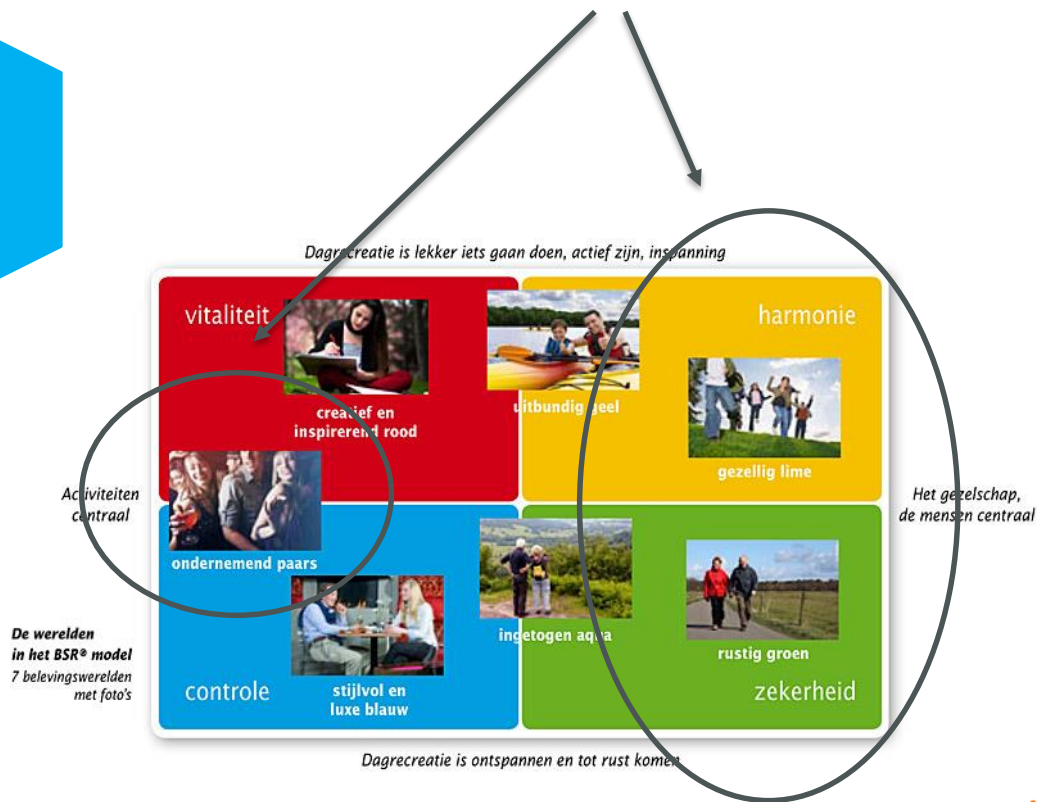 Dagrecreatie is lekker iets gaan doen, actief zijn, inspanning
vitaliteit
harmonie
creatief en
inspirerend rood
uitbundig geel
gezellig lime
Activiteiten
centraal
Het gezelschap,
de mensen centraal
ondernemend paars
ingetogen aqua
rustig groen
De werelden
in het BSR® model
7 belevingswerelden
met foto's
controle
stijlvol en
luxe blauw
zekerheid
Dagrecreatie is ontspannen en tot rust komen